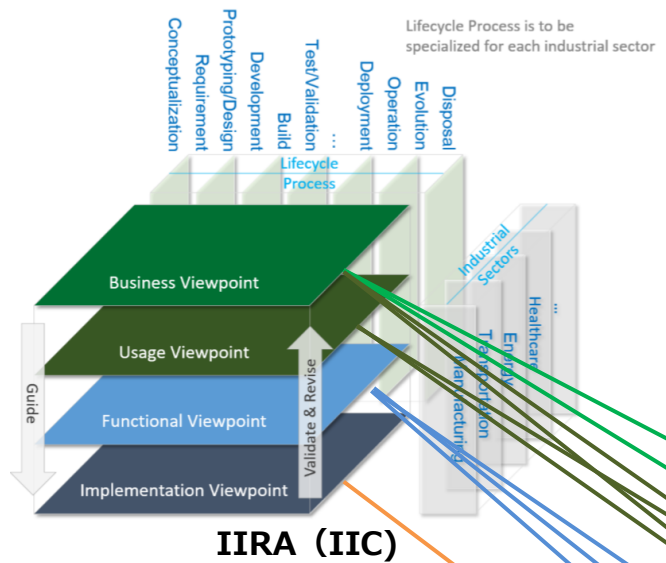 Lifecycle Process is to be
specialized for each industrial sector
Conceptualization
Requirement
Prototyping/Design
Development
Build
Test/Validation
...
Deployment
Operation
Evolution
Disposal
Lifecycle
Process
Business Viewpoint
Usage Viewpoint
Functional Viewpoint
Implementation Viewpoint
Guide
Validate & Revise
Industrial
Sectors
Manufacturing
Transportation
Energy
Healthcare
...
IIRA（IIC)